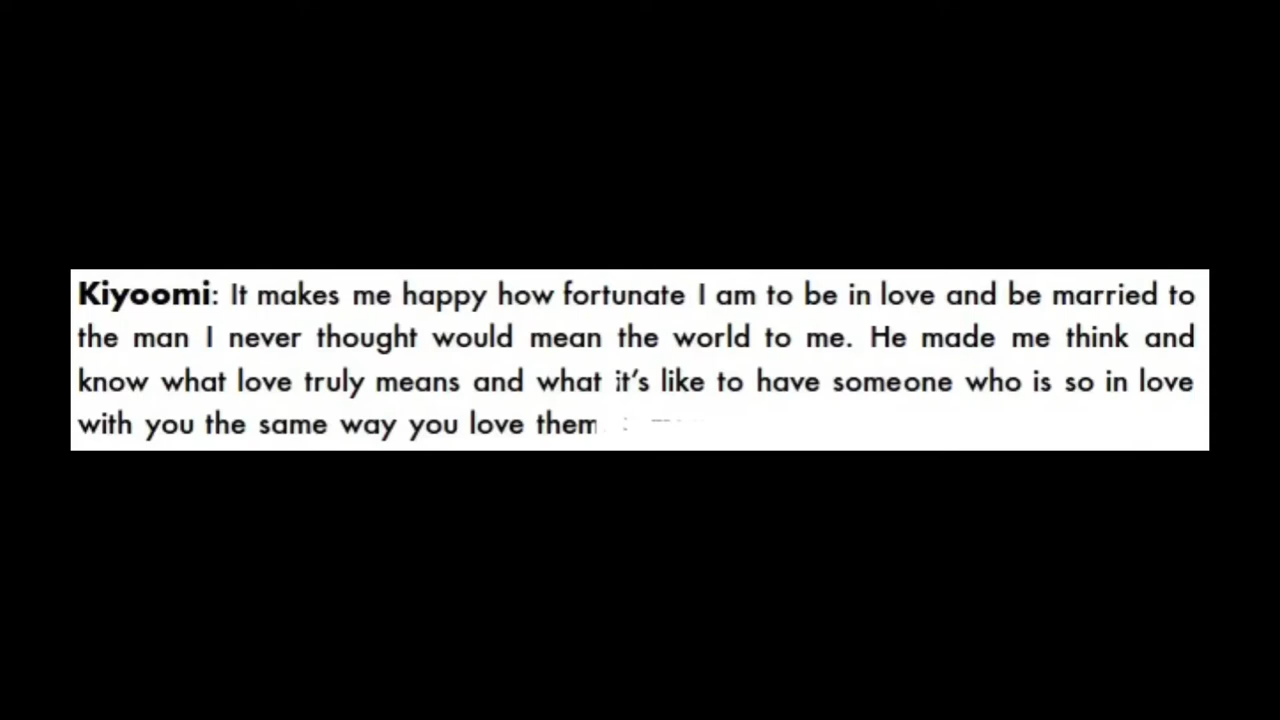 Kiyoomi: It makes me happy how fortunate I am to be in love and be married to
the man I never thought would mean the world to me. He made me think and
know what love truly means and what it's like to have someone who is so in love
with you the same way you love them